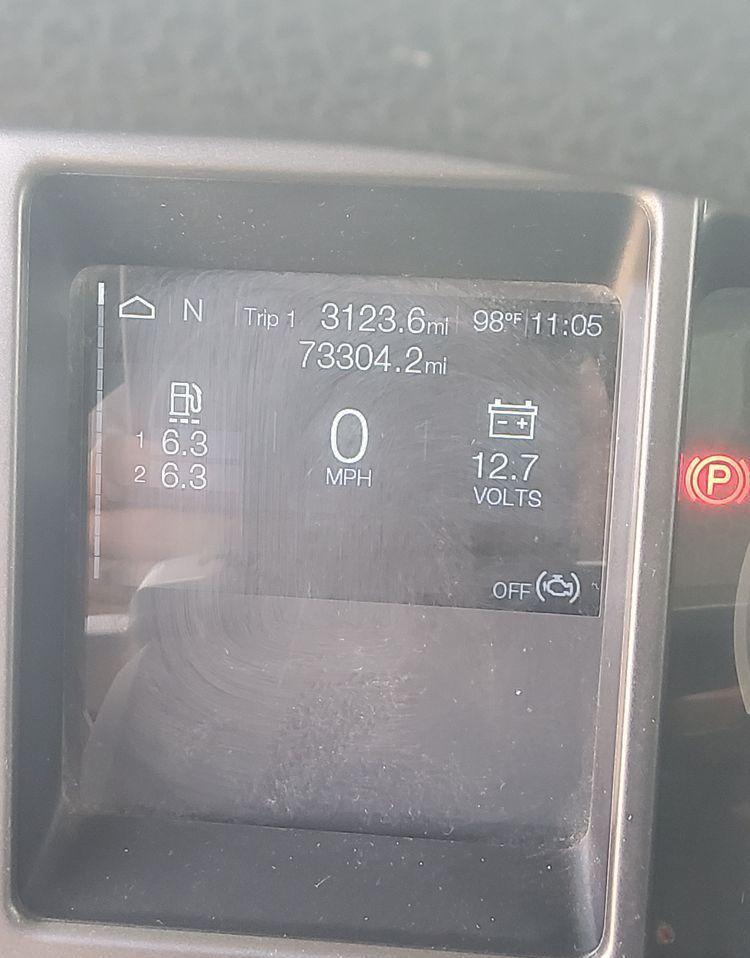 N Trip 1 3123.6mi 98°F 11:05
73304.2mi
1 6.3
2 6.3
0
MPH
- +
12.7
VOLTS
OFF
P